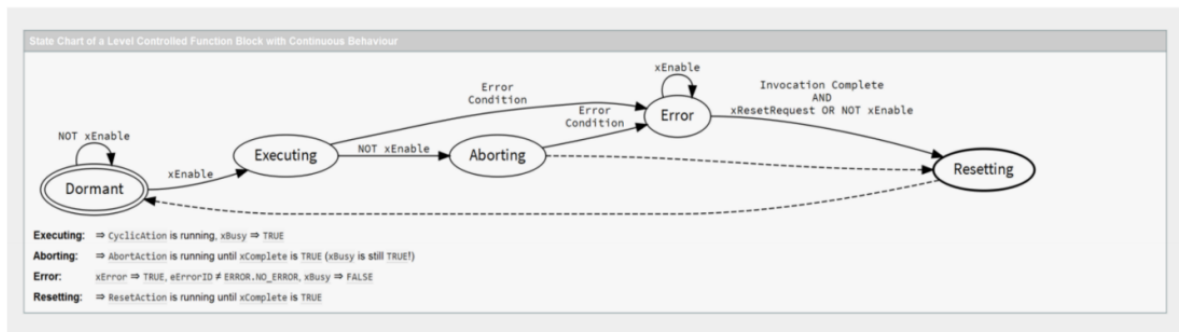 State Chart of a Level Controlled Function Block with Continuous Behaviour
xEnable
Error
Condition
Invocation Complete
AND
xResetRequest OR NOT xEnable
Error
Condition
Error
NOT xEnable
Executing
NOT xEnable
Aborting
Resetting
Dormant
xEnable
Executing: ⇒ CyclicAtion is running, xBusy ⇒ TRUE
Aborting: ⇒ AbortAction is running until xComplete is TRUE (xBusy is still TRUE!)
Error: xError ⇒ TRUE, eErrorID ≠ ERROR.NO_ERROR, xBusy ⇒ FALSE
Resetting: ⇒ ResetAction is running until xComplete is TRUE